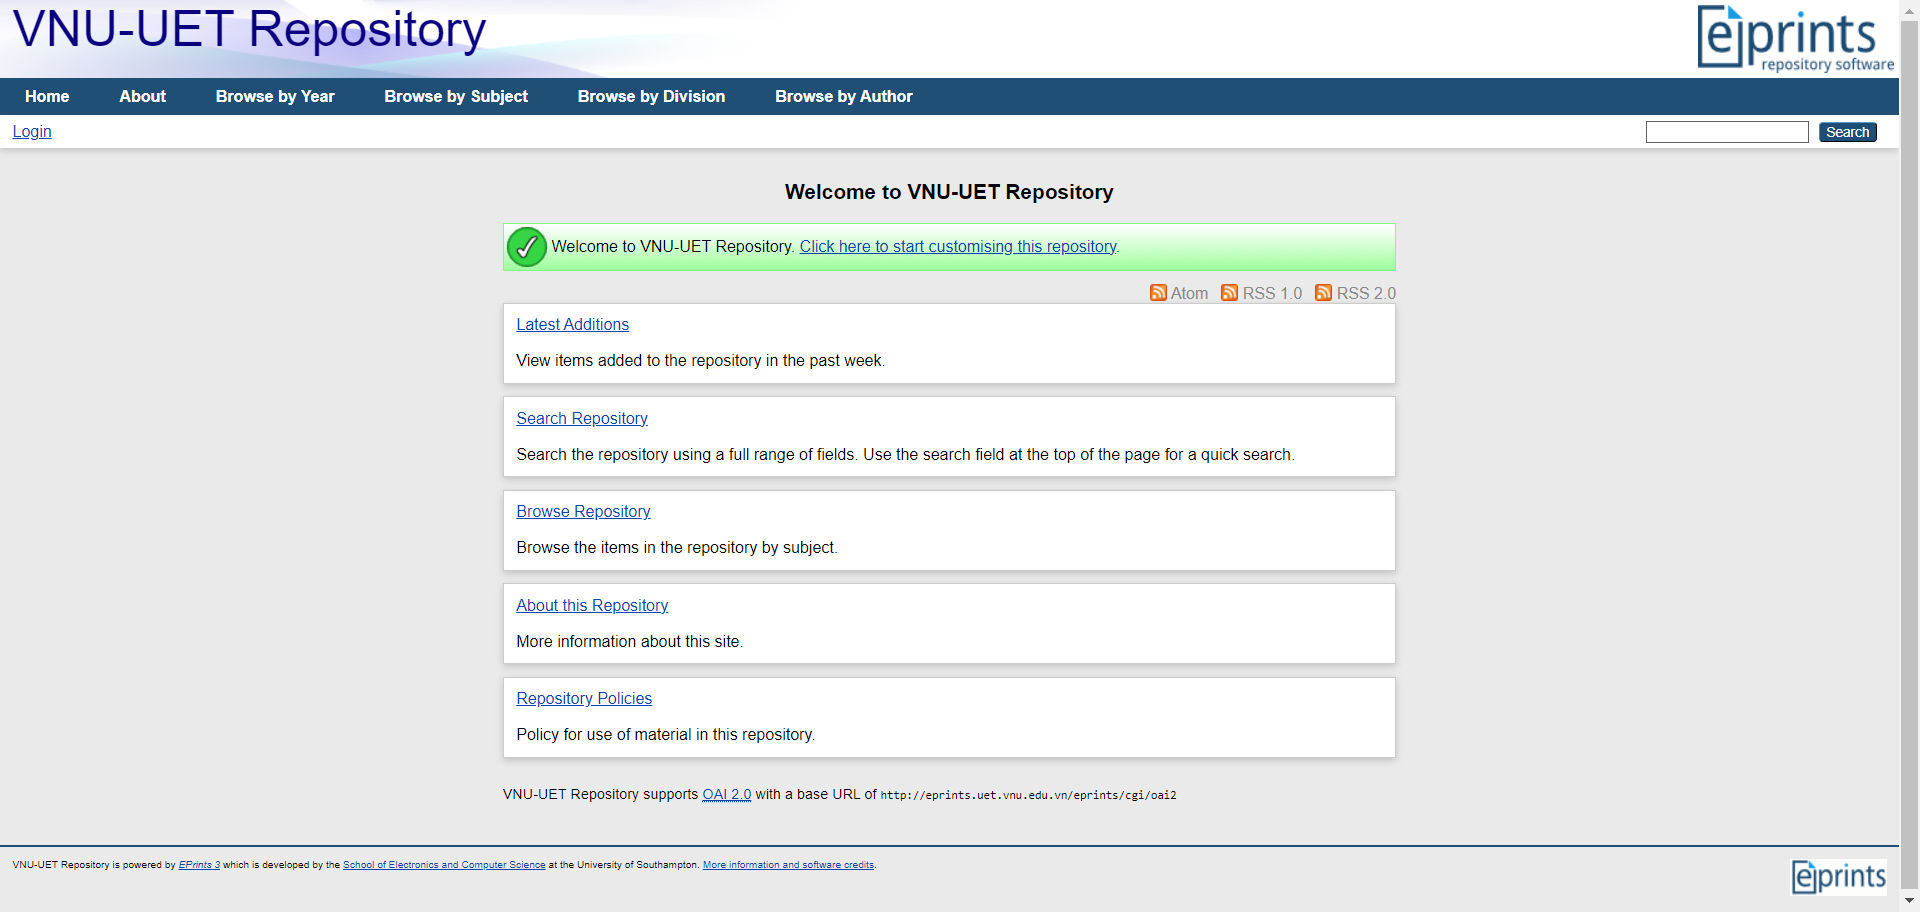 VNU-UET Repository
eprints
repository software
Home About Browse by Year Browse by Subject Browse by Division Browse by Author
Login Search
Welcome to VNU-UET Repository
Welcome to VNU-UET Repository. Click here to start customising this repository.
Atom RSS 1.0 RSS 2.0
Latest Additions
View items added to the repository in the past week.
Search Repository
Search the repository using a full range of fields. Use the search field at the top of the page for a quick search.
Browse Repository
Browse the items in the repository by subject.
About this Repository
More information about this site.
Repository Policies
Policy for use of material in this repository.
VNU-UET Repository supports OAI 2.0 with a base URL of http://eprints.uet.vnu.edu.vn/eprints/cgi/oai2
VNU-UET Repository is powered by EPrints 3 which is developed by the School of Electronics and Computer Science at the University of Southampton. More information and software credits.
eprints